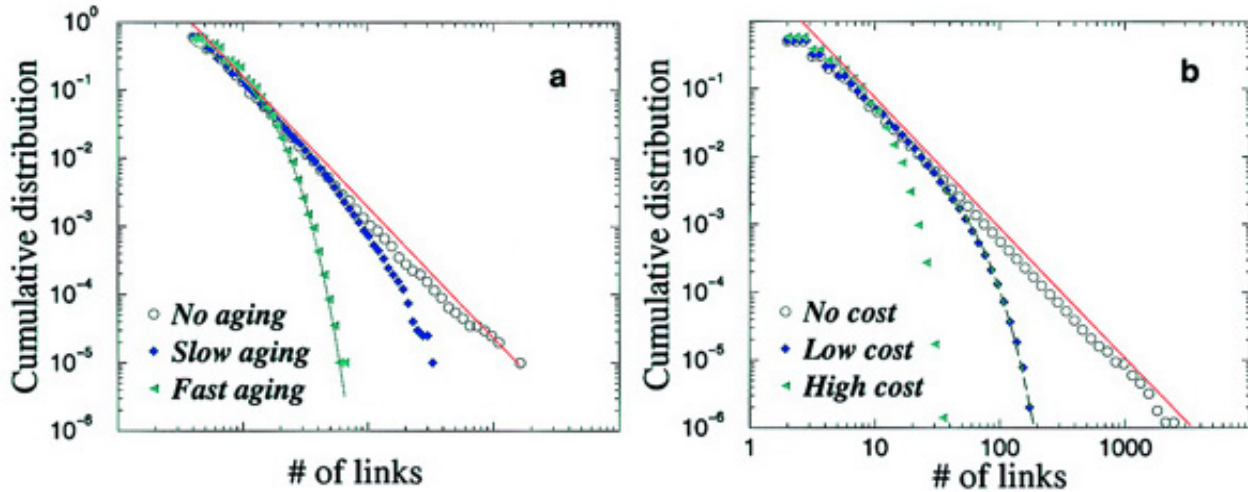 a
Cumulative distribution
10⁰
10⁻¹
10⁻²
10⁻³
10⁻⁴
10⁻⁵
10⁻⁶
No aging
Slow aging
Fast aging
# of links
b
Cumulative distribution
10⁻¹
10⁻²
10⁻³
10⁻⁴
10⁻⁵
10⁻⁶
No cost
Low cost
High cost
1 10 100 1000
# of links